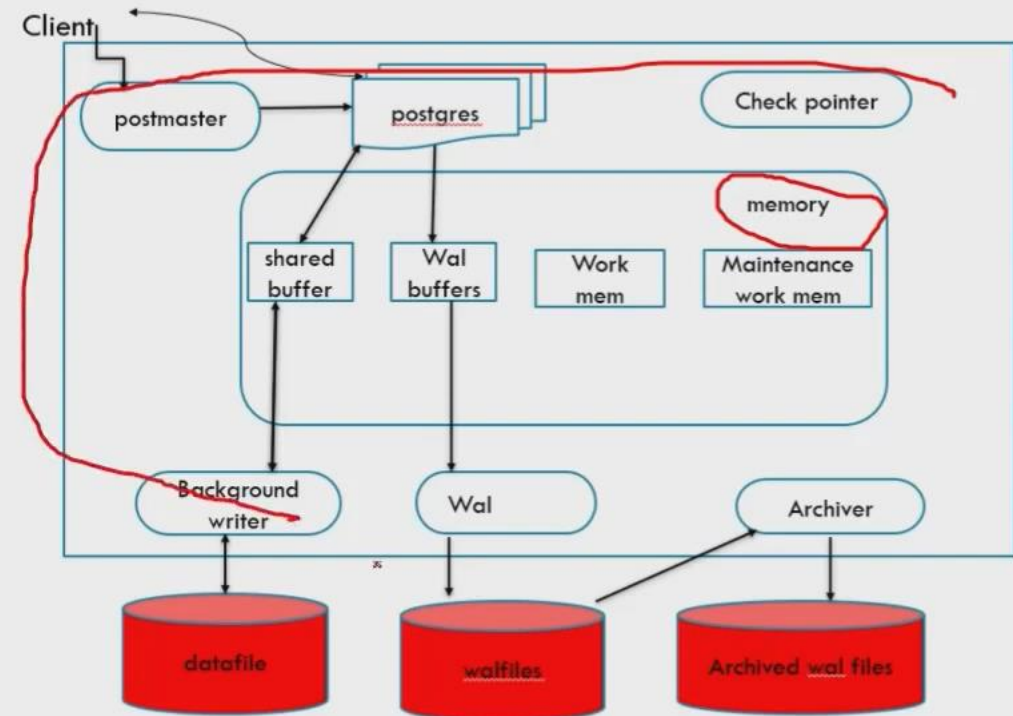 Client
postmaster
postgres
Check pointer
memory
shared
buffer
Wal
buffers
Work
mem
Maintenance
work mem
Background
writer
Wal
Archiver
datafile
walfiles
Archived wal files